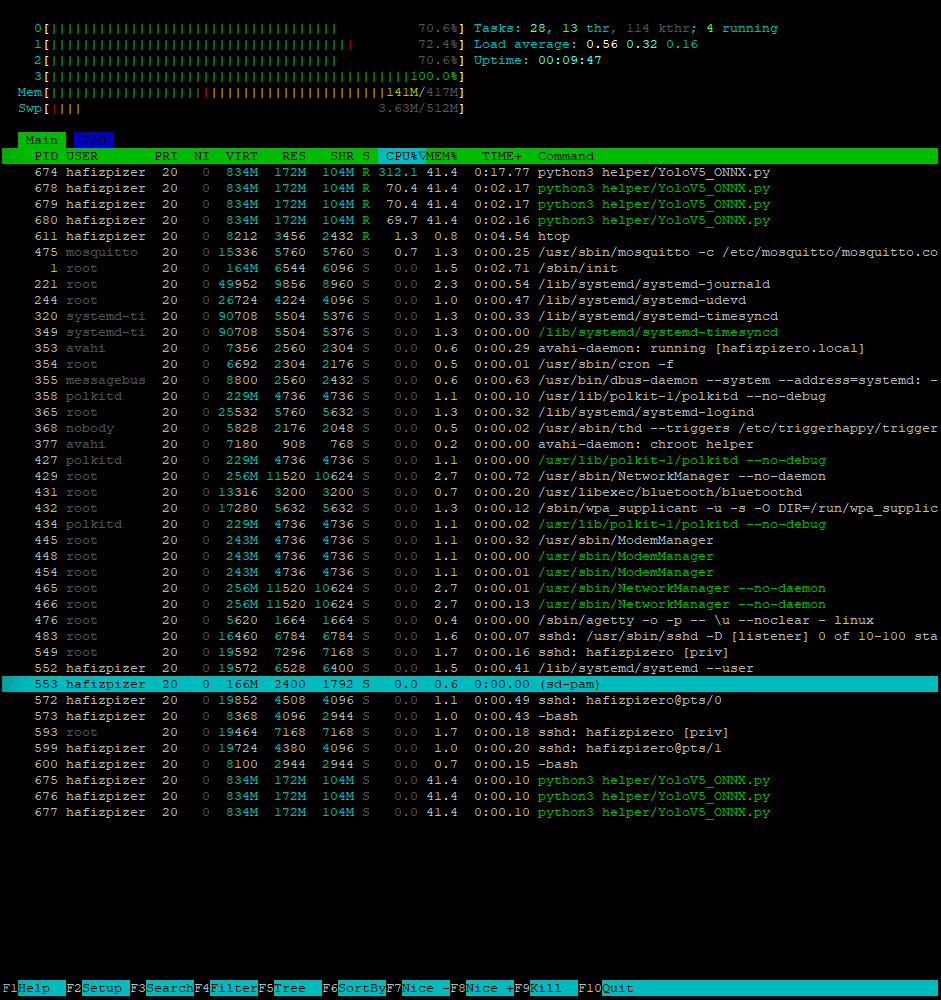 0[||||||||||||||||||||||||||||||||||||          70.6%] Tasks: 28, 13 thr, 114 kthr; 4 running
1[||||||||||||||||||||||||||||||||||||||        72.4%] Load average: 0.56 0.32 0.16
2[||||||||||||||||||||||||||||||||||||          70.6%] Uptime: 00:09:47
3[|||||||||||||||||||||||||||||||||||||||||||||100.0%]
Mem[||||||||||||||||||||||||||||||||||||||||||141M/417M]
Swp[||||                                   3.63M/512M]
Main I/O
PID USER PRI NI VIRT RES SHR S CPU%▽MEM% TIME+ Command
674 hafizpizer 20 0 834M 172M 104M R 312.1 41.4 0:17.77 python3 helper/YoloV5_ONNX.py
678 hafizpizer 20 0 834M 172M 104M R 70.4 41.4 0:02.17 python3 helper/YoloV5_ONNX.py
679 hafizpizer 20 0 834M 172M 104M R 70.4 41.4 0:02.17 python3 helper/YoloV5_ONNX.py
680 hafizpizer 20 0 834M 172M 104M R 69.7 41.4 0:02.16 python3 helper/YoloV5_ONNX.py
611 hafizpizer 20 0 8212 3456 2432 R 1.3 0.8 0:04.54 htop
475 mosquitto 20 0 15336 5760 5760 S 0.7 1.3 0:00.25 /usr/sbin/mosquitto -c /etc/mosquitto/mosquitto.co
1 root 20 0 164M 6544 6096 S 0.0 1.5 0:02.71 /sbin/init
221 root 20 0 49952 9856 8960 S 0.0 2.3 0:00.54 /lib/systemd/systemd-journald
244 root 20 0 26724 4224 4096 S 0.0 1.0 0:00.47 /lib/systemd/systemd-udevd
320 systemd-ti 20 0 90708 5504 5376 S 0.0 1.3 0:00.33 /lib/systemd/systemd-timesyncd
349 systemd-ti 20 0 90708 5504 5376 S 0.0 1.3 0:00.00 /lib/systemd/systemd-timesyncd
353 avahi 20 0 7356 2560 2304 S 0.0 0.6 0:00.29 avahi-daemon: running [hafizpizero.local]
354 root 20 0 6692 2304 2176 S 0.0 0.5 0:00.01 /usr/sbin/cron -f
355 messagebus 20 0 8800 2560 2432 S 0.0 0.6 0:00.63 /usr/bin/dbus-daemon --system --address=systemd: -
358 polkitd 20 0 229M 4736 4736 S 0.0 1.1 0:00.10 /usr/lib/polkit-1/polkitd --no-debug
365 root 20 0 25532 5760 5632 S 0.0 1.3 0:00.32 /lib/systemd/systemd-logind
368 nobody 20 0 5828 2176 2048 S 0.0 0.5 0:00.02 /usr/sbin/thd --triggers /etc/triggerhappy/trigger
377 avahi 20 0 7180 908 768 S 0.0 0.2 0:00.00 avahi-daemon: chroot helper
427 polkitd 20 0 229M 4736 4736 S 0.0 1.1 0:00.00 /usr/lib/polkit-1/polkitd --no-debug
429 root 20 0 256M 11520 10624 S 0.0 2.7 0:00.72 /usr/sbin/NetworkManager --no-daemon
431 root 20 0 13316 3200 3200 S 0.0 0.7 0:00.20 /usr/libexec/bluetooth/bluetoothd
432 root 20 0 17280 5632 5632 S 0.0 1.3 0:00.12 /sbin/wpa_supplicant -u -s -O DIR=/run/wpa_supplic
434 polkitd 20 0 229M 4736 4736 S 0.0 1.1 0:00.02 /usr/lib/polkit-1/polkitd --no-debug
445 root 20 0 243M 4736 4736 S 0.0 1.1 0:00.32 /usr/sbin/ModemManager
448 root 20 0 243M 4736 4736 S 0.0 1.1 0:00.00 /usr/sbin/ModemManager
454 root 20 0 243M 4736 4736 S 0.0 1.1 0:00.01 /usr/sbin/ModemManager
465 root 20 0 256M 11520 10624 S 0.0 2.7 0:00.01 /usr/sbin/NetworkManager --no-daemon
466 root 20 0 256M 11520 10624 S 0.0 2.7 0:00.13 /usr/sbin/NetworkManager --no-daemon
476 root 20 0 5620 1664 1664 S 0.0 0.4 0:00.00 /sbin/agetty -o -p -- \u --noclear - linux
483 root 20 0 16460 6784 6784 S 0.0 1.6 0:00.07 sshd: /usr/sbin/sshd -D [listener] 0 of 10-100 sta
549 root 20 0 19592 7296 7168 S 0.0 1.7 0:00.16 sshd: hafizpizero [priv]
552 hafizpizer 20 0 19572 6528 6400 S 0.0 1.5 0:00.41 /lib/systemd/systemd --user
553 hafizpizer 20 0 166M 2400 1792 S 0.0 0.6 0:00.00 (sd-pam)
572 hafizpizer 20 0 19852 4508 4096 S 0.0 1.1 0:00.49 sshd: hafizpizero@pts/0
573 hafizpizer 20 0 8368 4096 2944 S 0.0 1.0 0:00.43 -bash
593 root 20 0 19464 7168 7168 S 0.0 1.7 0:00.18 sshd: hafizpizero [priv]
599 hafizpizer 20 0 19724 4380 4096 S 0.0 1.0 0:00.20 sshd: hafizpizero@pts/1
600 hafizpizer 20 0 8100 2944 2944 S 0.0 0.7 0:00.15 -bash
675 hafizpizer 20 0 834M 172M 104M S 0.0 41.4 0:00.10 python3 helper/YoloV5_ONNX.py
676 hafizpizer 20 0 834M 172M 104M S 0.0 41.4 0:00.10 python3 helper/YoloV5_ONNX.py
677 hafizpizer 20 0 834M 172M 104M S 0.0 41.4 0:00.10 python3 helper/YoloV5_ONNX.py
F1Help F2Setup F3SearchF4FilterF5Tree F6SortByF7Nice -F8Nice +F9Kill F10Quit